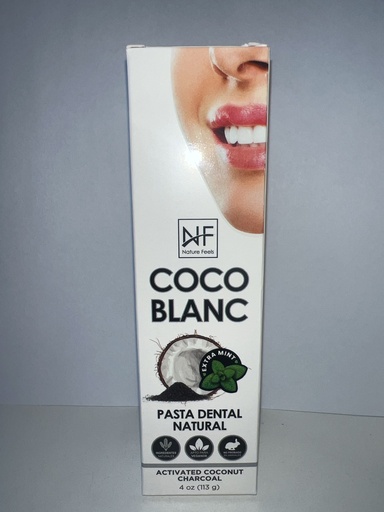 NF
Nature Feels
COCO
BLANC
EXTRA MINT
PASTA DENTAL
NATURAL
ACTIVATED COCONUT
CHARCOAL
4 oz (113 g)